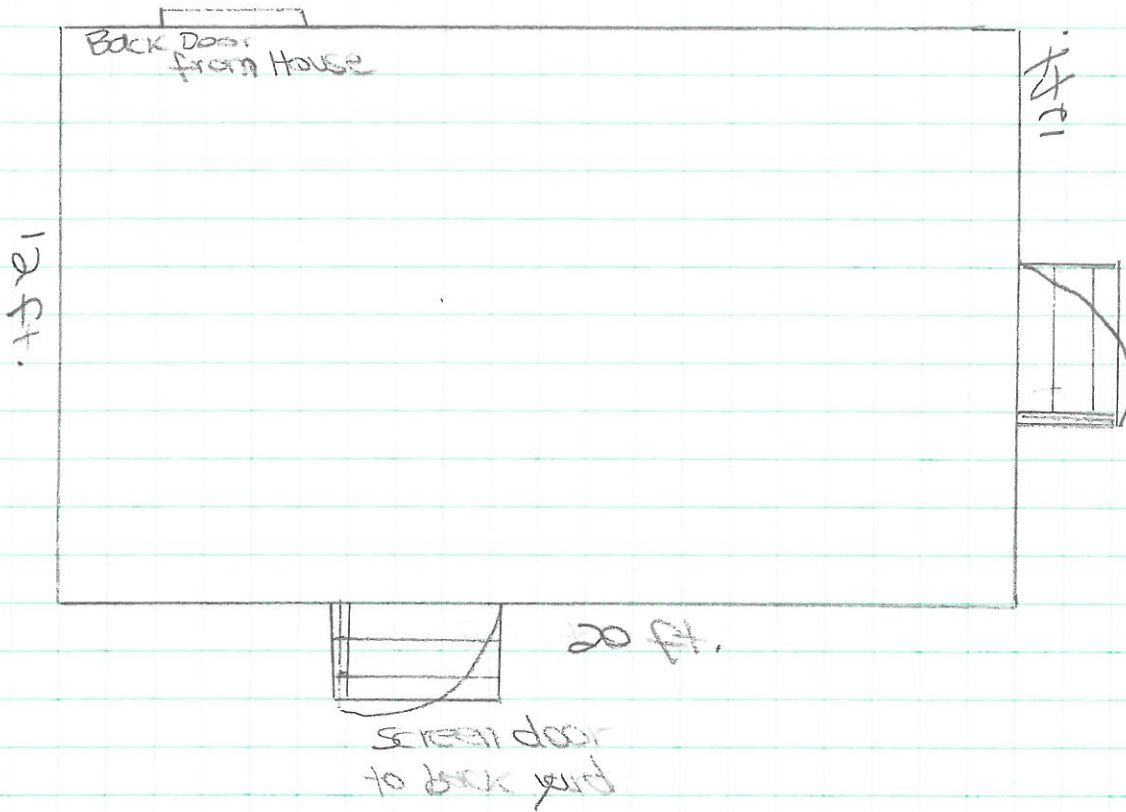 Back Door
from House
12 ft.
12 ft.
20 ft.
screen door
to back yard